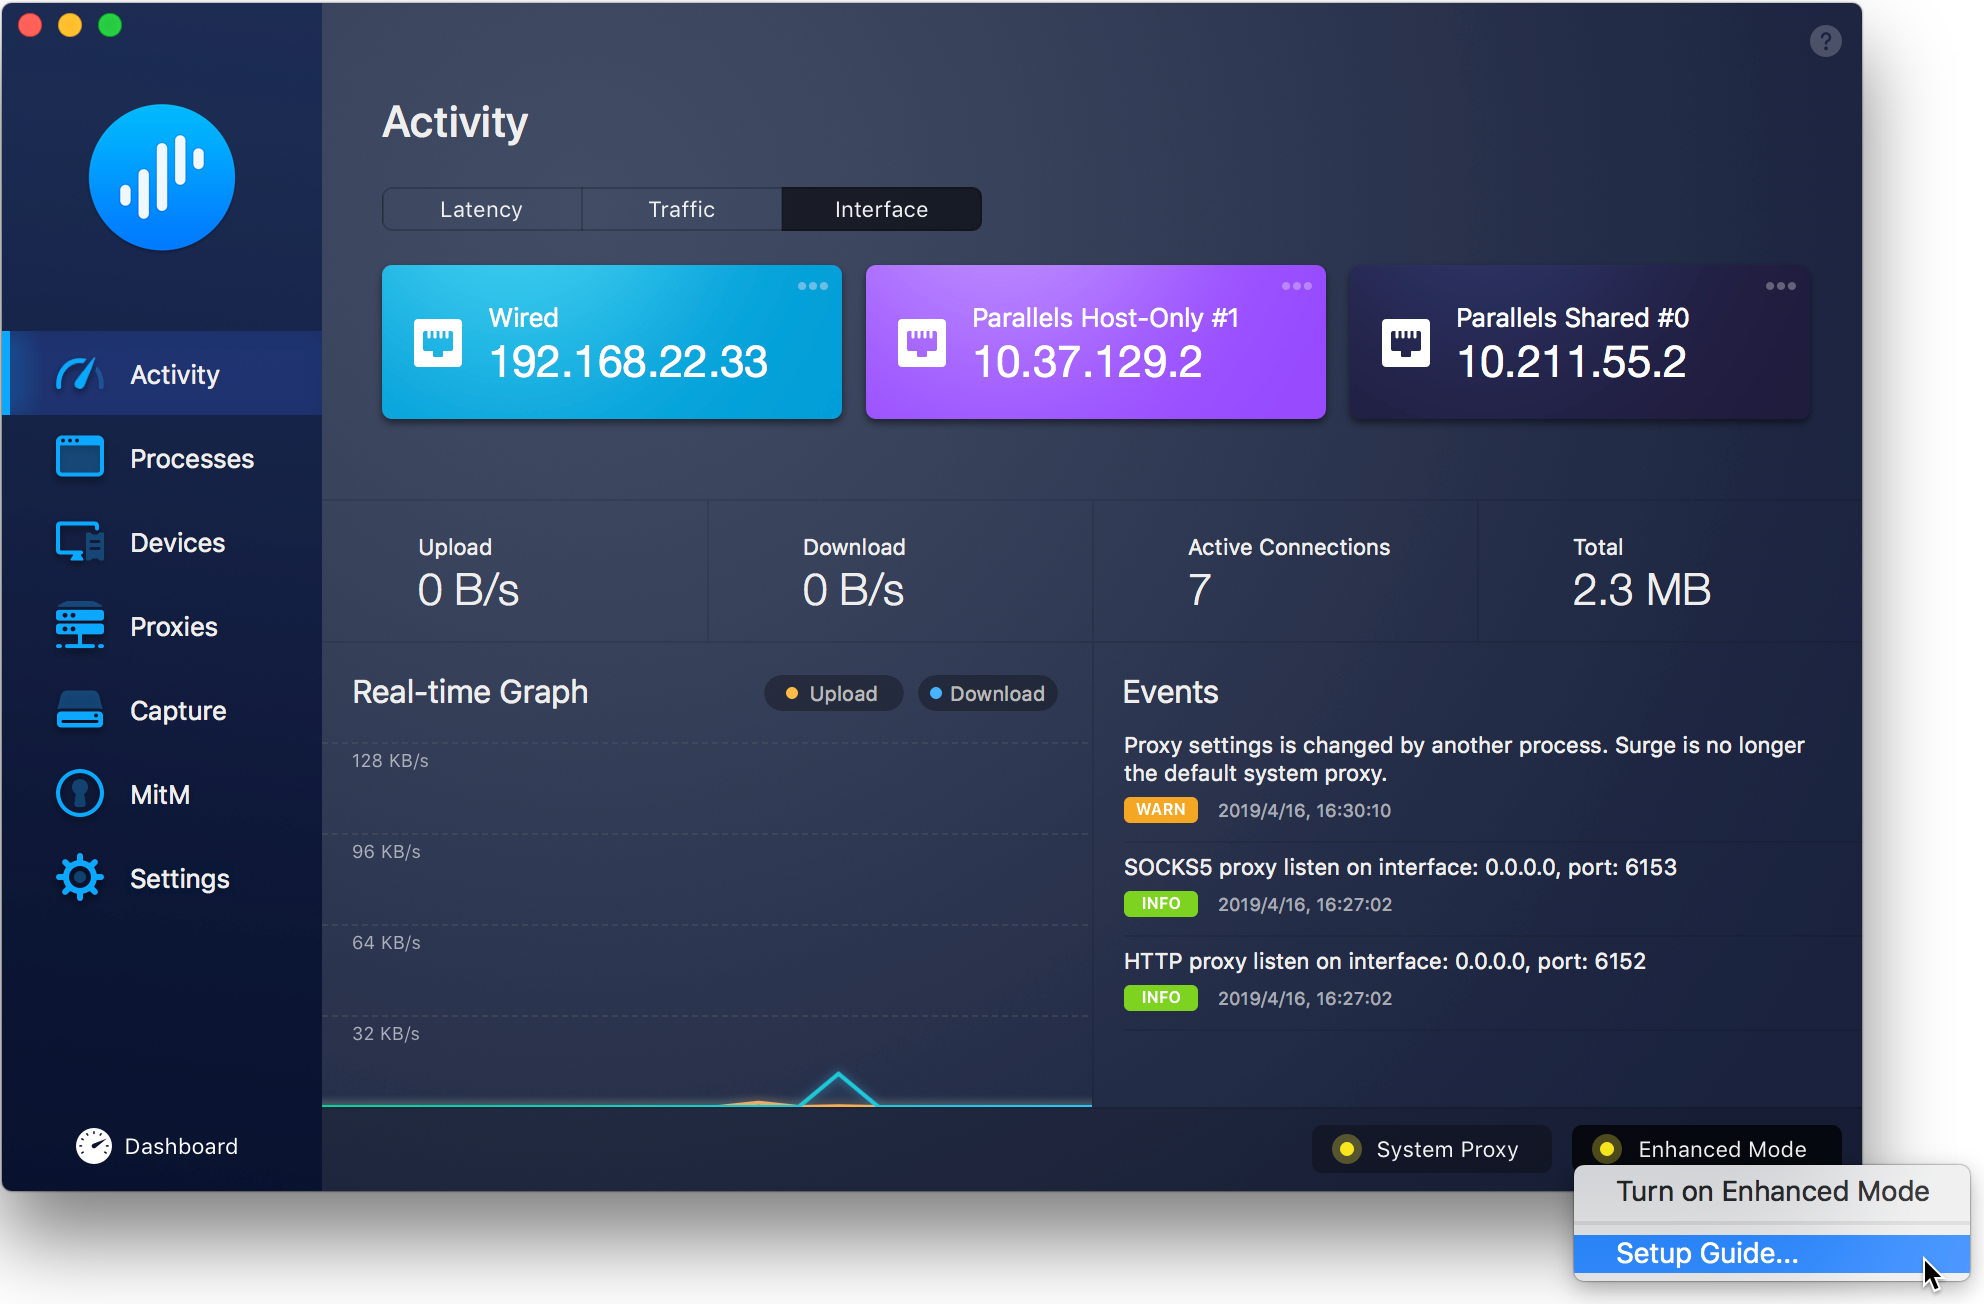 ?
Activity
Latency
Traffic
Interface
Wired
192.168.22.33
Parallels Host-Only #1
10.37.129.2
Parallels Shared #0
10.211.55.2
Activity
Processes
Devices
Proxies
Capture
MitM
Settings
Dashboard
Upload
0 B/s
Download
0 B/s
Active Connections
7
Total
2.3 MB
Real-time Graph
Upload
Download
128 KB/s
96 KB/s
64 KB/s
32 KB/s
Events
Proxy settings is changed by another process. Surge is no longer
the default system proxy.
WARN 2019/4/16, 16:30:10
SOCKS5 proxy listen on interface: 0.0.0.0, port: 6153
INFO 2019/4/16, 16:27:02
HTTP proxy listen on interface: 0.0.0.0, port: 6152
INFO 2019/4/16, 16:27:02
System Proxy
Enhanced Mode
Turn on Enhanced Mode
Setup Guide...